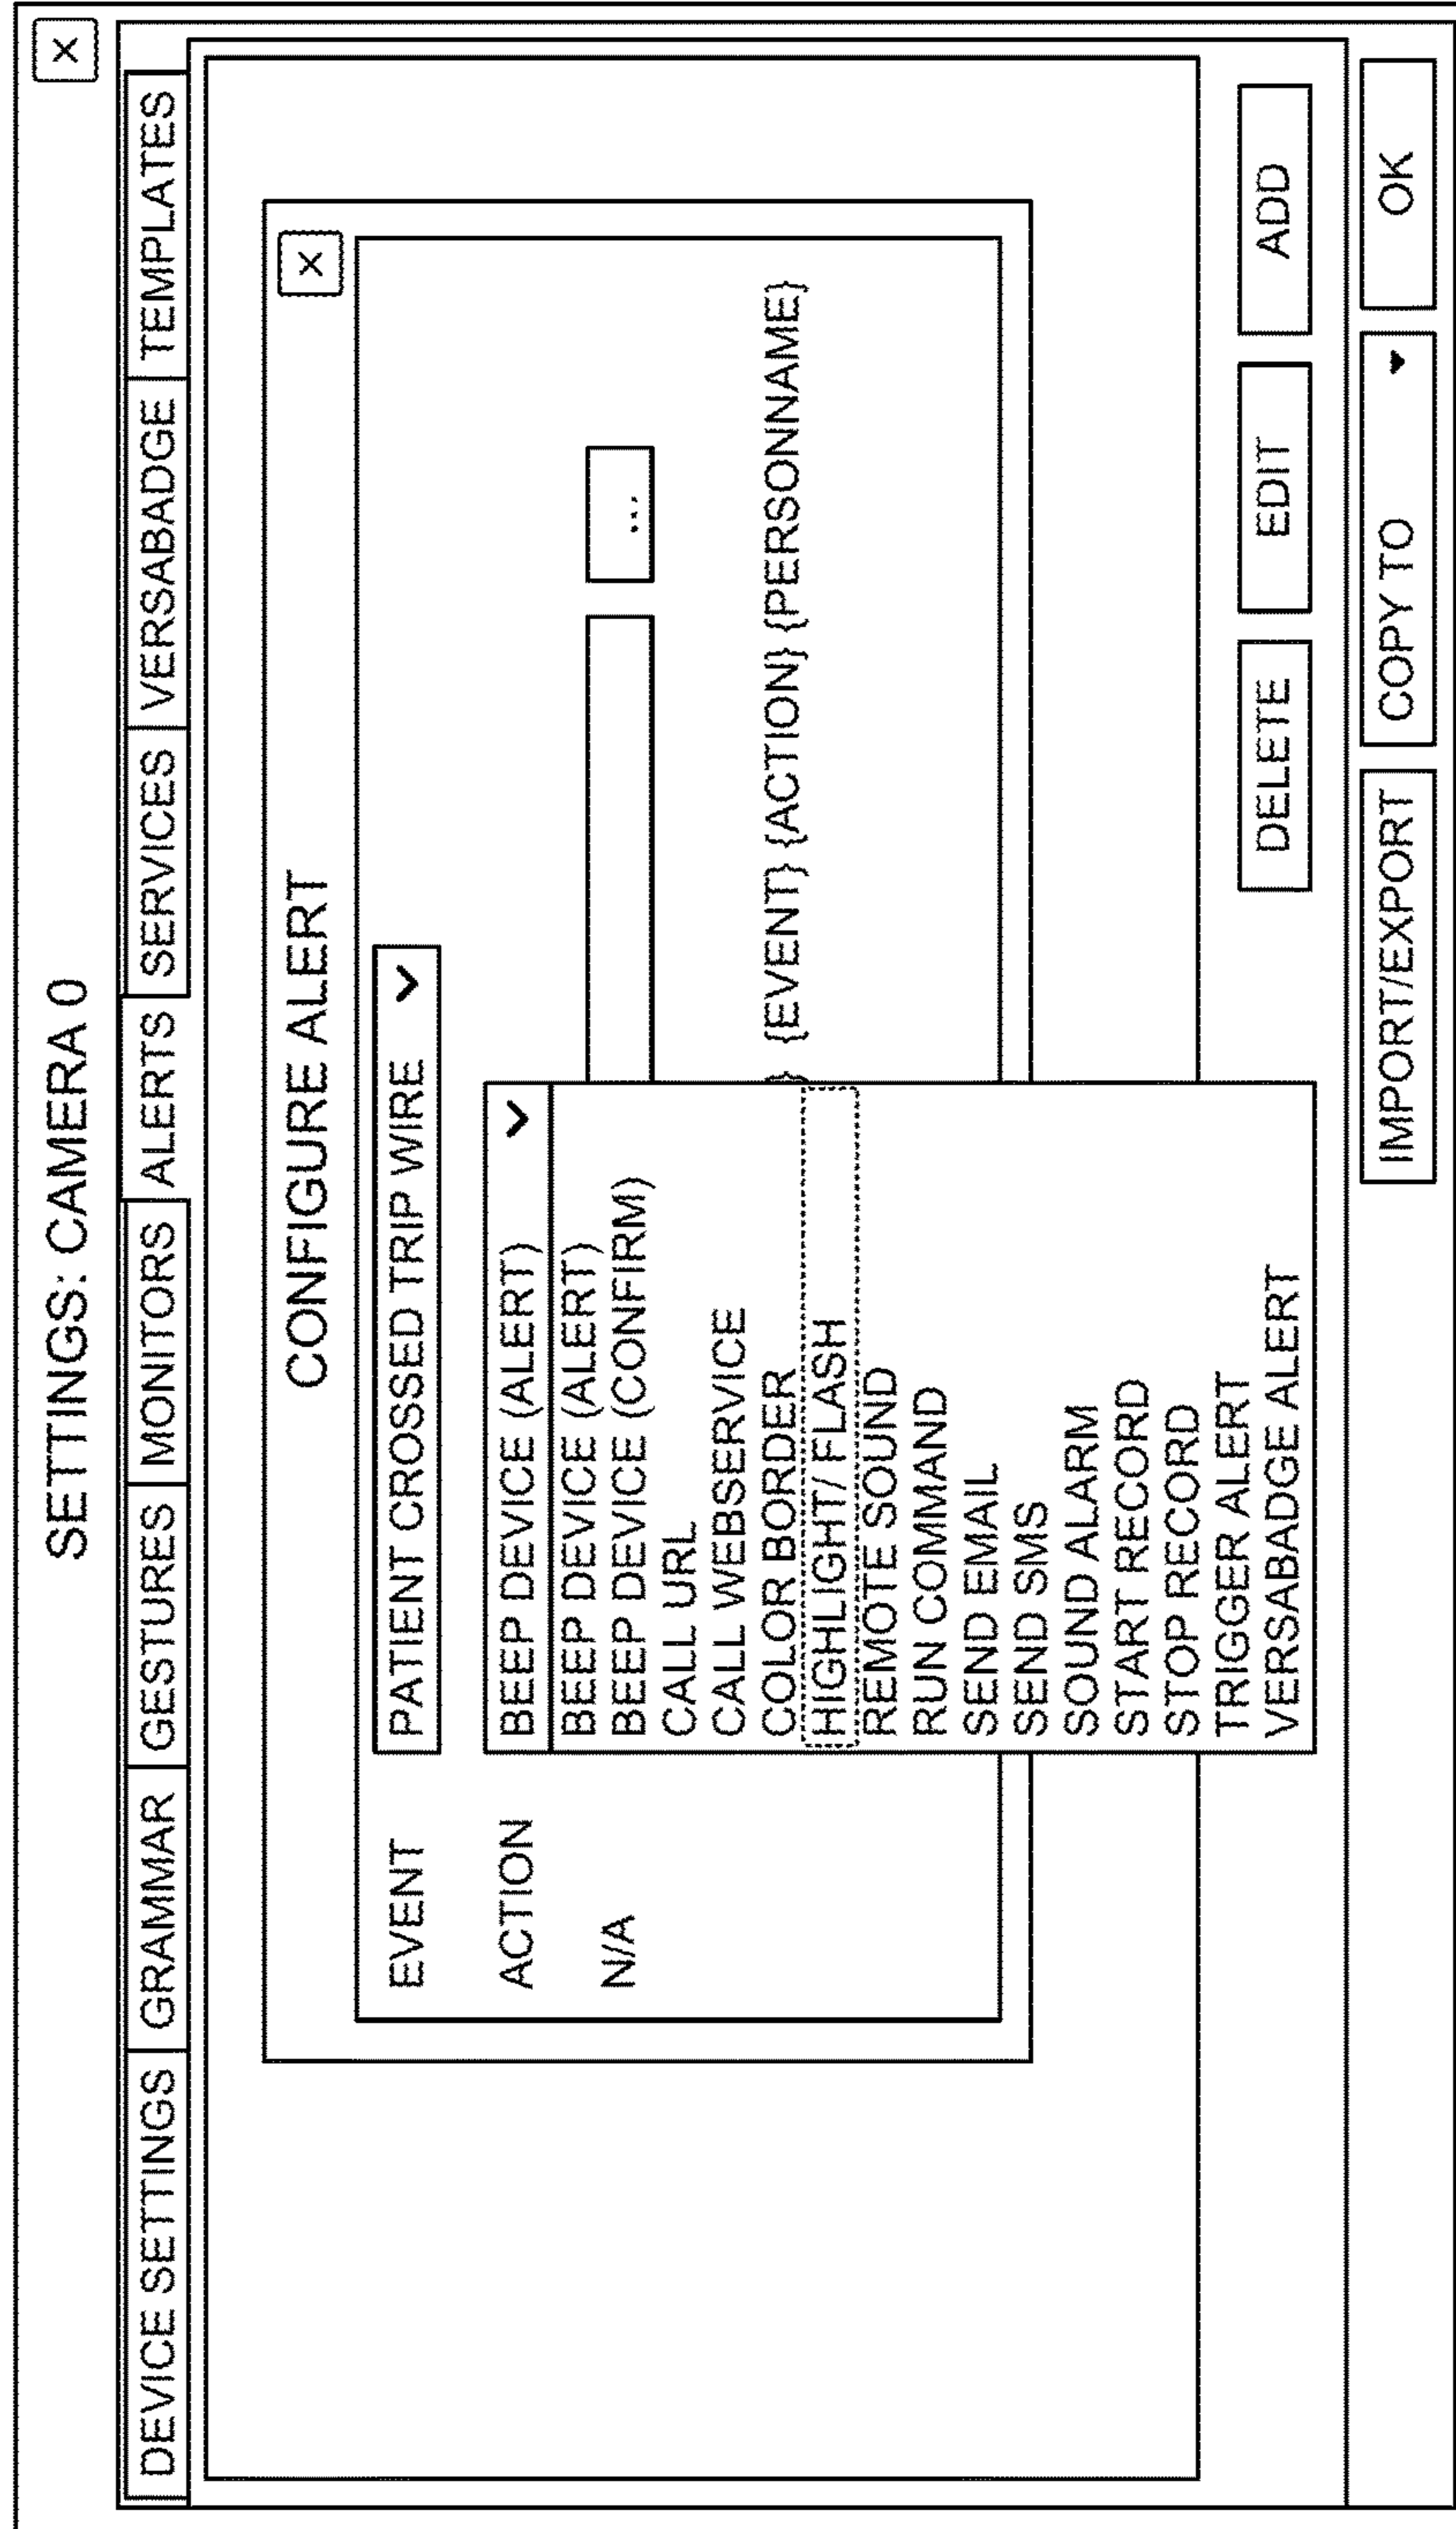 SETTINGS: CAMERA 0
X
DEVICE SETTINGS GRAMMAR GESTURES MONITORS ALERTS SERVICES VERSABADGE TEMPLATES
CONFIGURE ALERT
X
EVENT PATIENT CROSSED TRIP WIRE
ACTION BEEP DEVICE (ALERT)
BEEP DEVICE (ALERT)
N/A BEEP DEVICE (CONFIRM) ...
CALL URL
CALL WEBSERVICE
COLOR BORDER } {EVENT} {ACTION} {PERSONNAME}
HIGHLIGHT/ FLASH
REMOTE SOUND
RUN COMMAND
SEND EMAIL
SEND SMS
SOUND ALARM
START RECORD
STOP RECORD
TRIGGER ALERT
VERSABADGE ALERT
DELETE EDIT ADD
IMPORT/EXPORT COPY TO OK